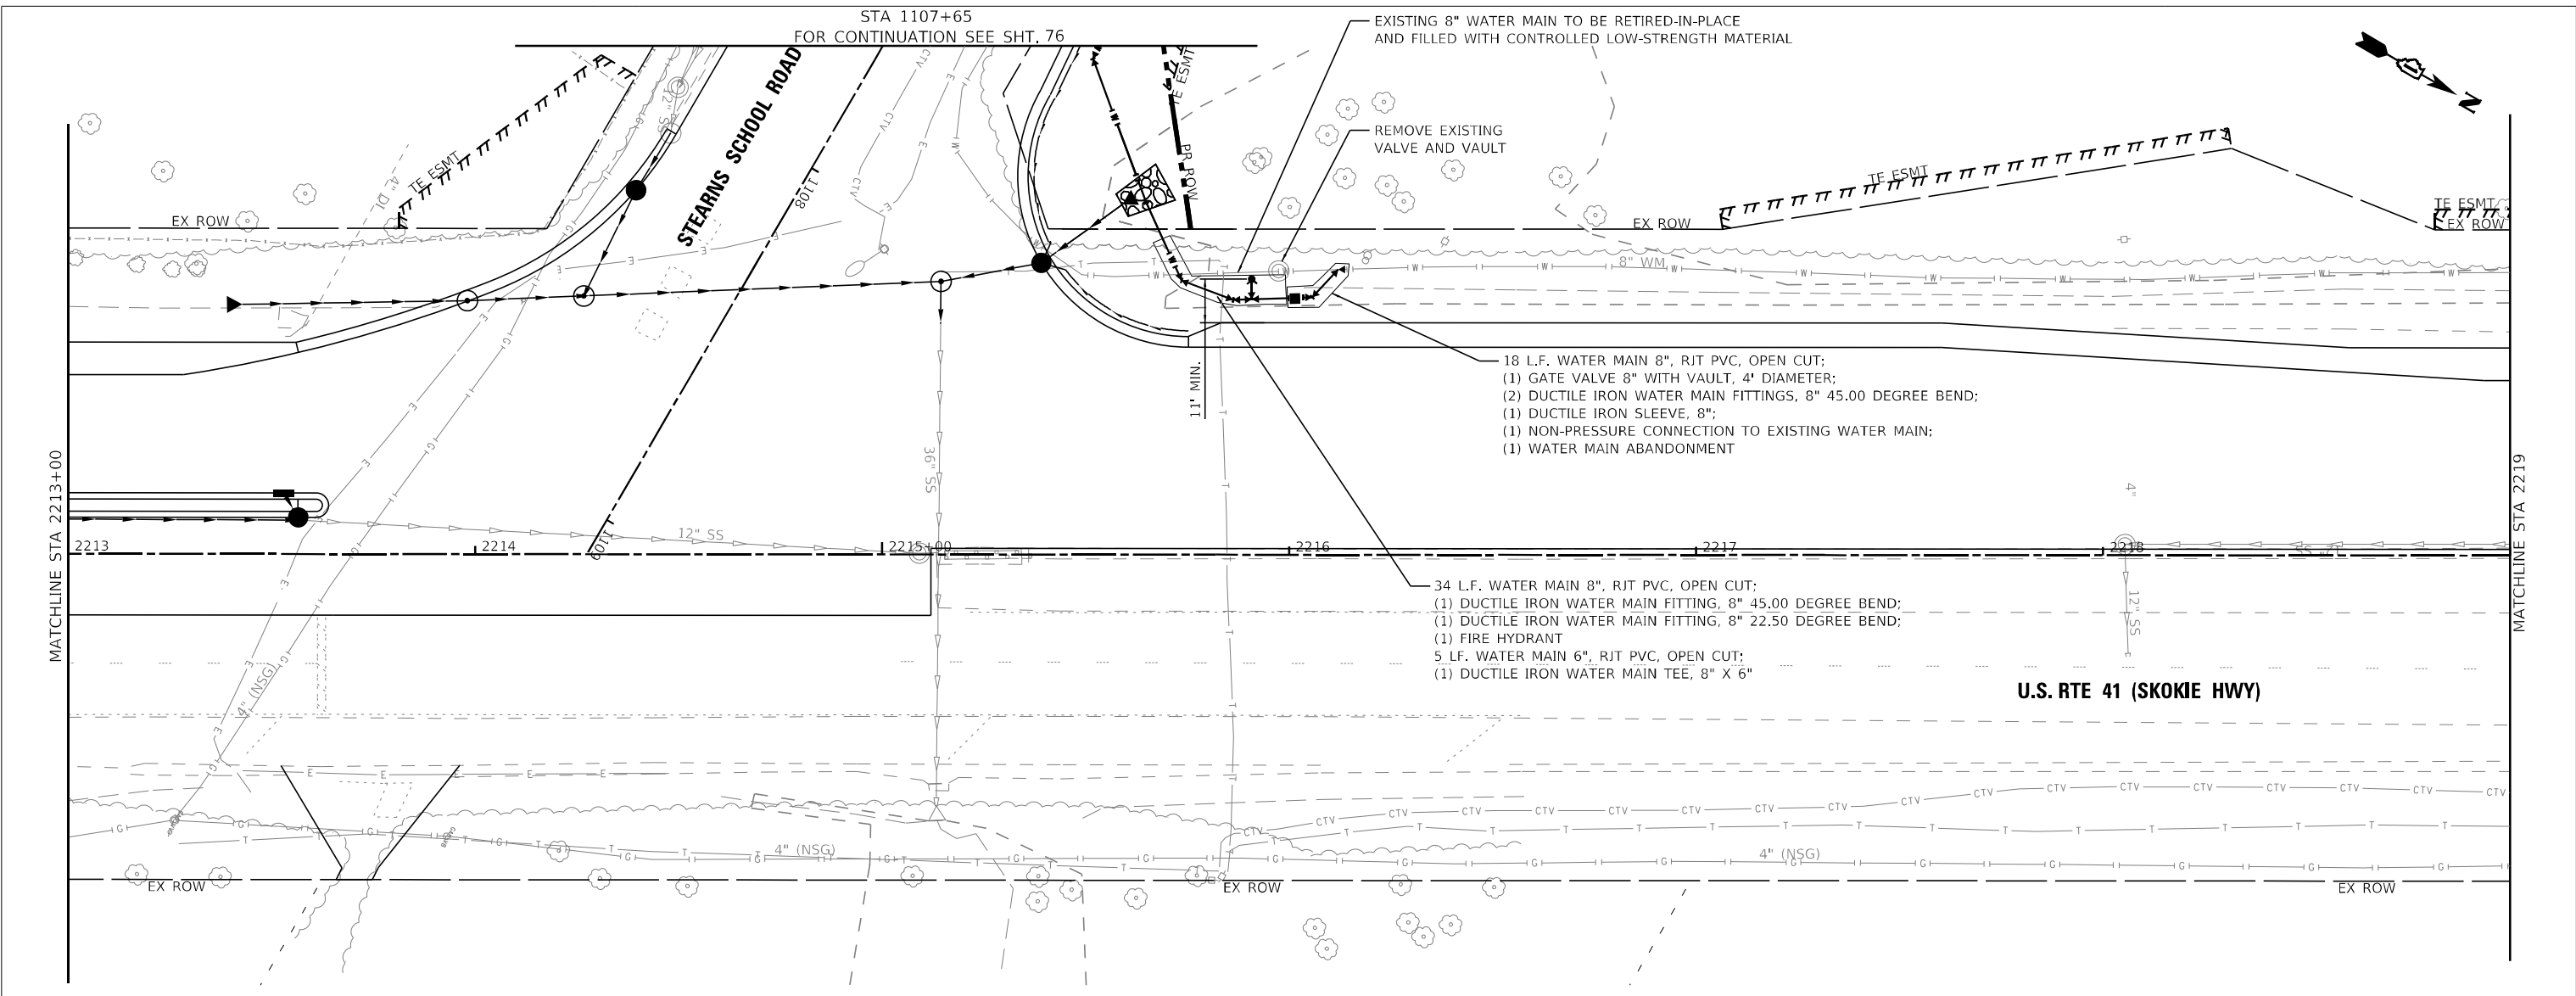 STA 1107+65
FOR CONTINUATION SEE SHT. 76
EXISTING 8" WATER MAIN TO BE RETIRED-IN-PLACE
AND FILLED WITH CONTROLLED LOW-STRENGTH MATERIAL
REMOVE EXISTING
VALVE AND VAULT
N
STEARNS SCHOOL ROAD
12" SS
TE ESMT
TE ESMT
PR ROW
TE ESMT
TE ESMT
4" DI
1108
1109
EX ROW
EX ROW
EX ROW
8" WM
11' MIN.
18 L.F. WATER MAIN 8", RJT PVC, OPEN CUT;
(1) GATE VALVE 8" WITH VAULT, 4' DIAMETER;
(2) DUCTILE IRON WATER MAIN FITTINGS, 8" 45.00 DEGREE BEND;
(1) DUCTILE IRON SLEEVE, 8";
(1) NON-PRESSURE CONNECTION TO EXISTING WATER MAIN;
(1) WATER MAIN ABANDONMENT
MATCHLINE STA 2213+00
MATCHLINE STA 2219
36" SS
12" SS
4"
2213
2214
2215+00
2216
2217
2218
12" SS
12" SS
34 L.F. WATER MAIN 8", RJT PVC, OPEN CUT;
(1) DUCTILE IRON WATER MAIN FITTING, 8" 45.00 DEGREE BEND;
(1) DUCTILE IRON WATER MAIN FITTING, 8" 22.50 DEGREE BEND;
(1) FIRE HYDRANT
5 LF. WATER MAIN 6", RJT PVC, OPEN CUT;
(1) DUCTILE IRON WATER MAIN TEE, 8" X 6"
U.S. RTE 41 (SKOKIE HWY)
4" (NSG)
4" (NSG)
4" (NSG)
EX ROW
EX ROW
EX ROW